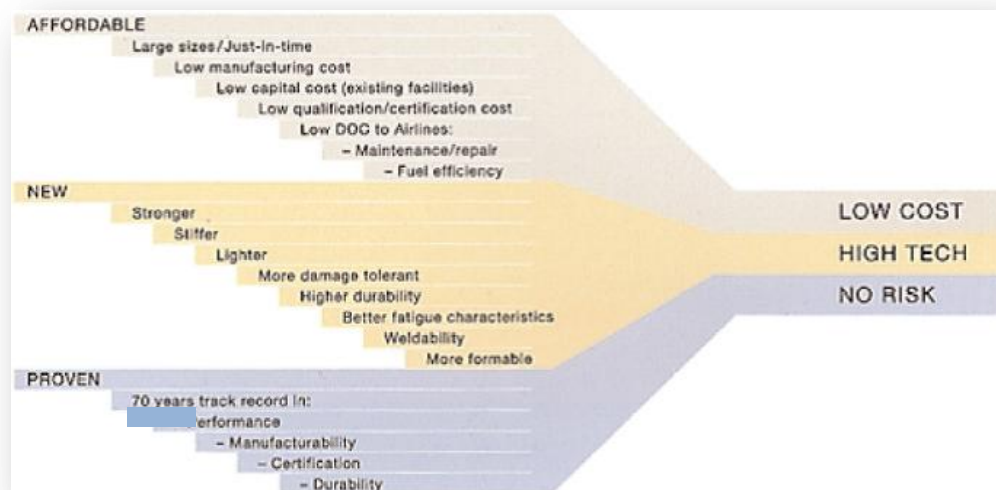 AFFORDABLE
Large sizes/Just-in-time
Low manufacturing cost
Low capital cost (existing facilities)
Low qualification/certification cost
Low DOC to Airlines:
– Maintenance/repair
– Fuel efficiency
NEW
Stronger
Stiffer
Lighter
More damage tolerant
Higher durability
Better fatigue characteristics
Weldability
More formable
PROVEN
70 years track record in:
erformance
– Manufacturability
– Certification
– Durability
LOW COST
HIGH TECH
NO RISK